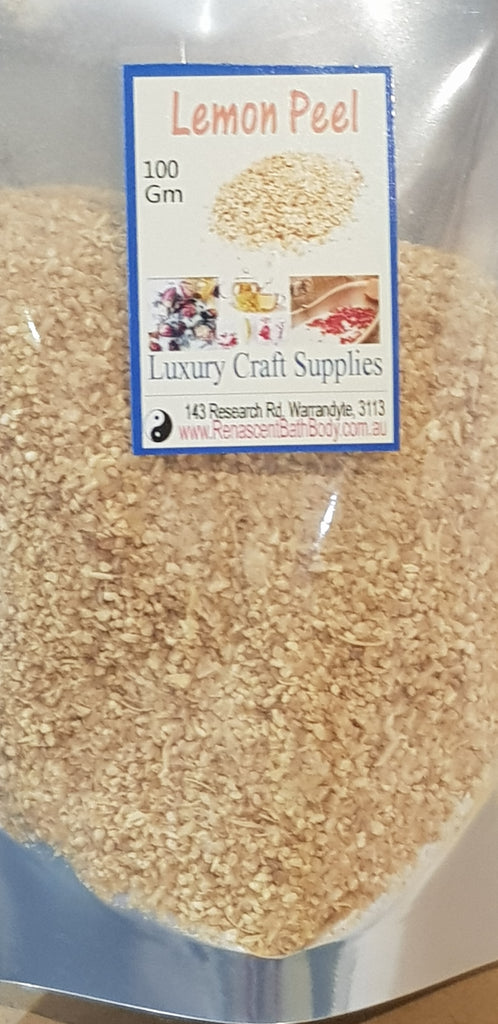 Lemon Peel
100
Gm
Luxury Craft Supplies
143 Research Rd, Warrandyte, 3113
www.RenascentBathBody.com.au